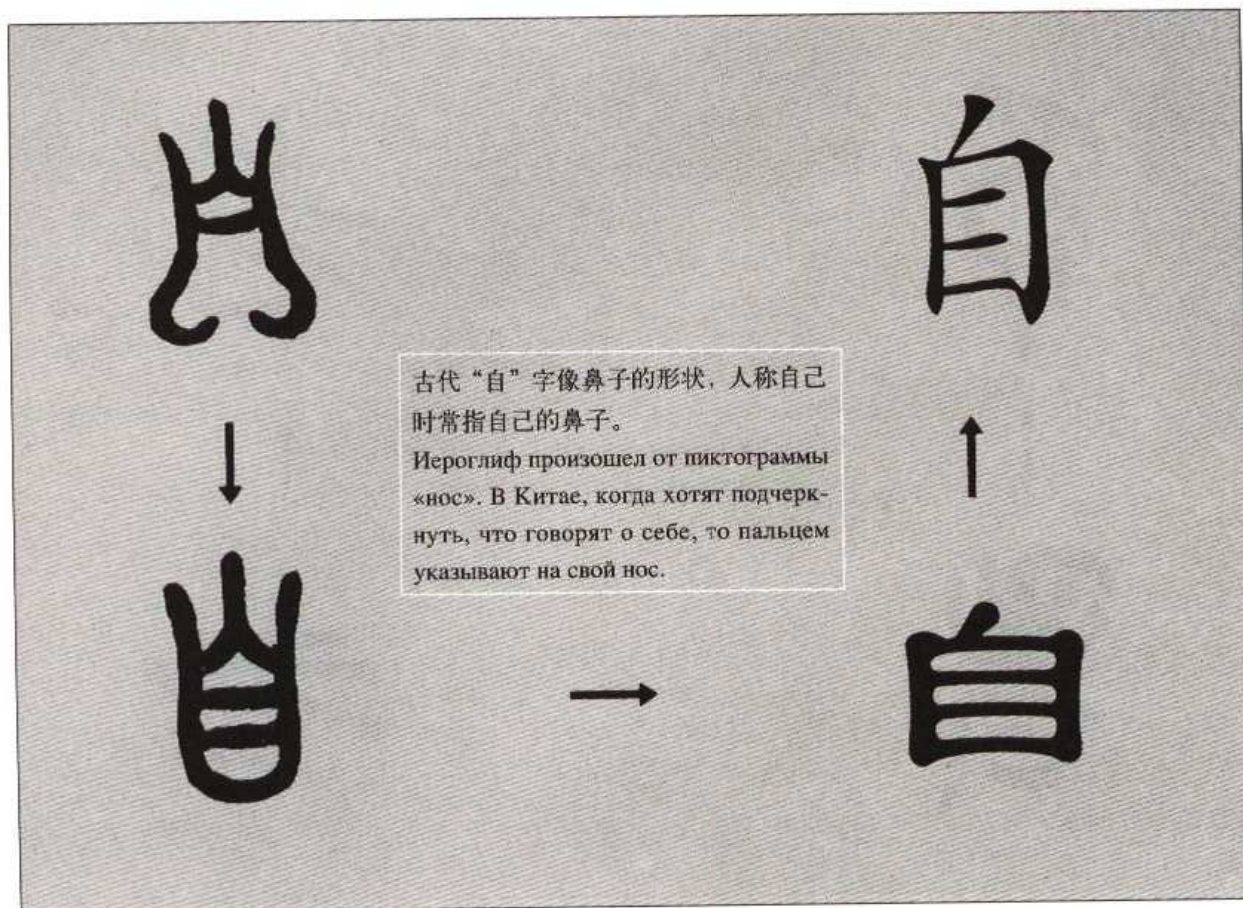 自
古代“自”字像鼻子的形状，人称自己
时常指自己的鼻子。
Иероглиф произошел от пиктограммы
«нос». В Китае, когда хотят подчерк-
нуть, что говорят о себе, то пальцем
указывают на свой нос.
自